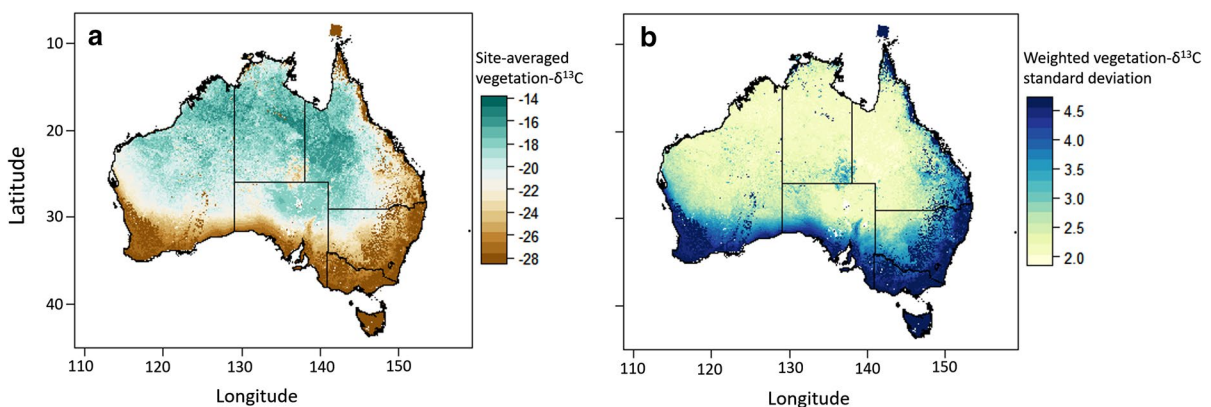 a
Site-averaged
vegetation-δ¹³C
-14
-16
-18
-20
-22
-24
-26
-28
10
20
30
40
Latitude
110 120 130 140 150
Longitude
b
Weighted vegetation-δ¹³C
standard deviation
4.5
4.0
3.5
3.0
2.5
2.0
110 120 130 140 150
Longitude